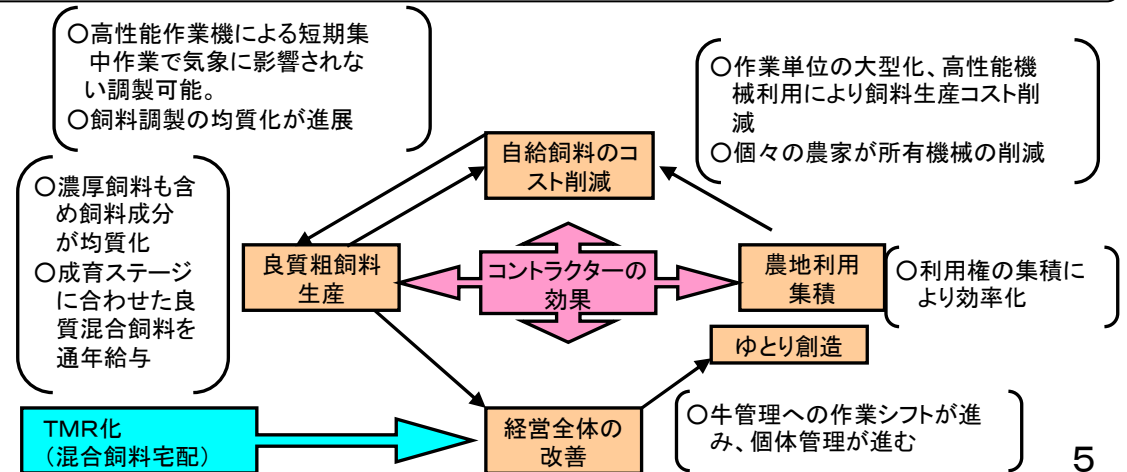 〇高性能作業機による短期集
中作業で気象に影響されな
い調製可能。
〇飼料調製の均質化が進展
〇作業単位の大型化、高性能機
械利用により飼料生産コスト削
減
〇個々の農家が所有機械の削減
自給飼料のコ
スト削減
〇濃厚飼料も含
め飼料成分
が均質化
〇成育ステージ
に合わせた良
質混合飼料を
通年給与
良質粗飼料
生産
コントラクターの
効果
農地利用
集積
〇利用権の集積に
より効率化
ゆとり創造
TMR化
(混合飼料宅配)
経営全体の
改善
〇牛管理への作業シフトが進
み、個体管理が進む
5